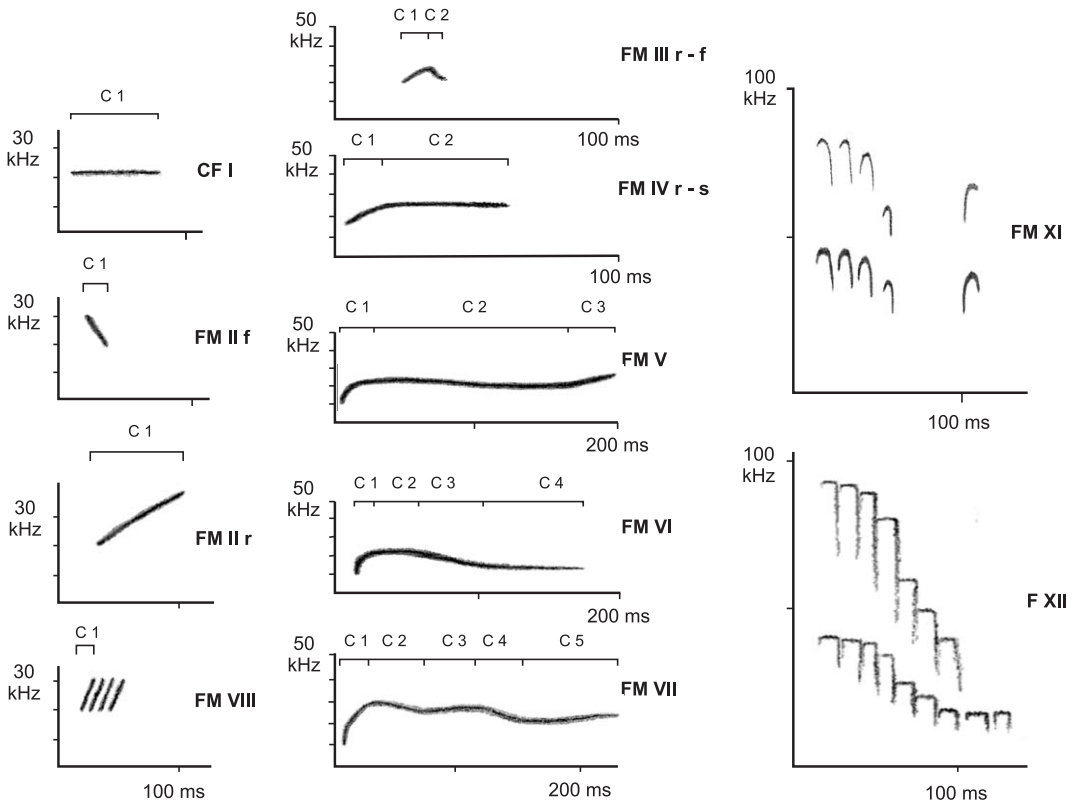 C 1
30
kHz
CF I
C 1
30
kHz
FM II f
C 1
30
kHz
FM II r
C 1
30
kHz
FM VIII
100 ms
50
kHz
C 1 C 2
FM III r - f
100 ms
50
kHz
C 1 C 2
FM IV r - s
100 ms
50
kHz
C 1 C 2 C 3
FM V
200 ms
50
kHz
C 1 C 2 C 3 C 4
FM VI
200 ms
50
kHz
C 1 C 2 C 3 C 4 C 5
FM VII
200 ms
100
kHz
FM XI
100 ms
100
kHz
F XII
100 ms